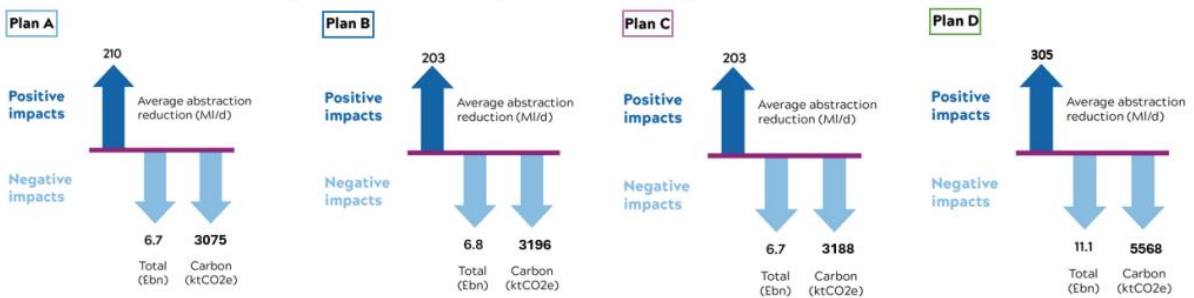 Plan A
210
Positive
impacts
Average abstraction
reduction (Ml/d)
Negative
impacts
6.7
3075
Total
(£bn)
Carbon
(ktCO2e)
Plan B
203
Positive
impacts
Average abstraction
reduction (Ml/d)
Negative
impacts
6.8
3196
Total
(£bn)
Carbon
(ktCO2e)
Plan C
203
Positive
impacts
Average abstraction
reduction (Ml/d)
Negative
impacts
6.7
3188
Total
(£bn)
Carbon
(ktCO2e)
Plan D
305
Positive
impacts
Average abstraction
reduction (Ml/d)
Negative
impacts
11.1
5568
Total
(£bn)
Carbon
(ktCO2e)